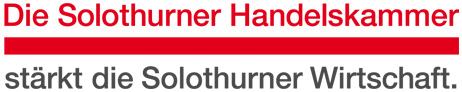 Die Solothurner Handelskammer
stärkt die Solothurner Wirtschaft.